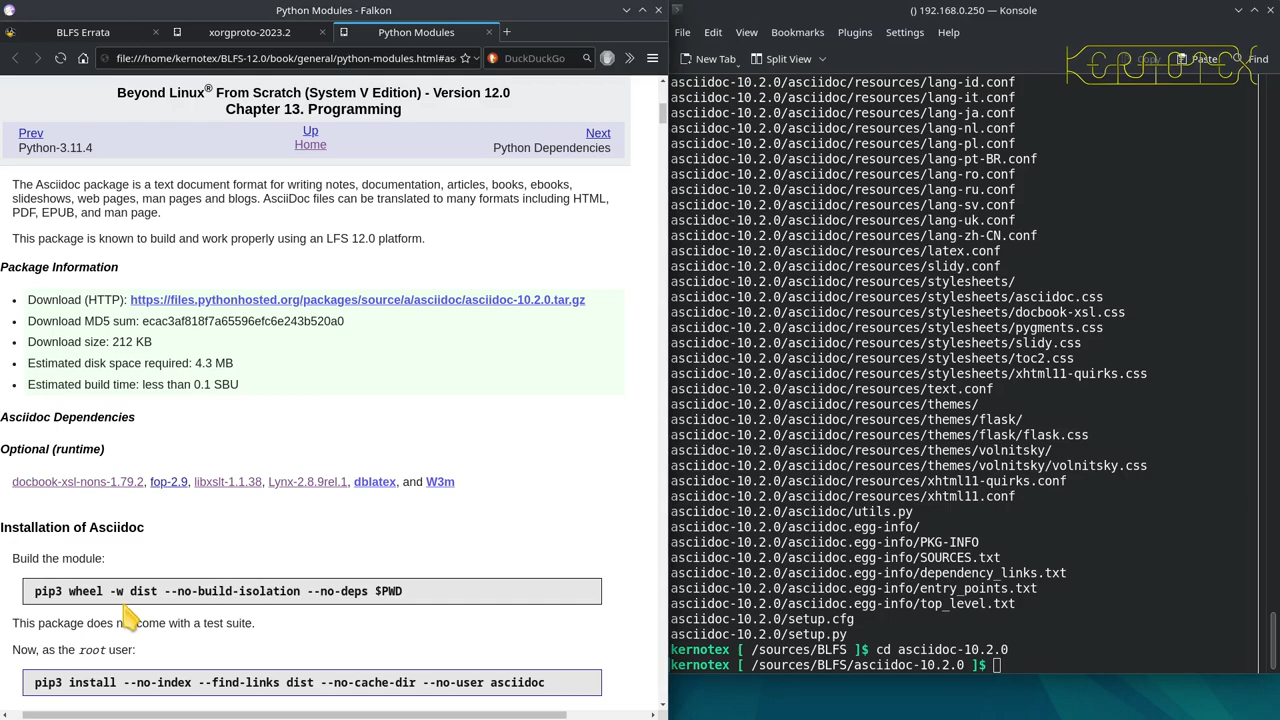 Python Modules - Falkon
BLFS Errata
xorgproto-2023.2
Python Modules
file:///home/kernotex/BLFS-12.0/book/general/python-modules.html#as
DuckDuckGo
Beyond Linux® From Scratch (System V Edition) - Version 12.0
Chapter 13. Programming
Prev
Up
Next
Python-3.11.4
Home
Python Dependencies
The Asciidoc package is a text document format for writing notes, documentation, articles, books, ebooks,
slideshows, web pages, man pages and blogs. AsciiDoc files can be translated to many formats including HTML,
PDF, EPUB, and man page.
This package is known to build and work properly using an LFS 12.0 platform.
Package Information
• Download (HTTP): https://files.pythonhosted.org/packages/source/a/asciidoc/asciidoc-10.2.0.tar.gz
• Download MD5 sum: ecac3af818f7a65596efc6e243b520a0
• Download size: 212 KB
• Estimated disk space required: 4.3 MB
• Estimated build time: less than 0.1 SBU
Asciidoc Dependencies
Optional (runtime)
docbook-xsl-nons-1.79.2, fop-2.9, libxslt-1.1.38, Lynx-2.8.9rel.1, dblatex, and W3m
Installation of Asciidoc
Build the module:
pip3 wheel -w dist --no-build-isolation --no-deps $PWD
This package does come with a test suite.
Now, as the root user:
pip3 install --no-index --find-links dist --no-cache-dir --no-user asciidoc
() 192.168.0.250 — Konsole
File Edit View Bookmarks Plugins Settings Help
New Tab Split View Copy Paste Find
KERNOTEX
asciidoc-10.2.0/asciidoc/resources/lang-id.conf
asciidoc-10.2.0/asciidoc/resources/lang-it.conf
asciidoc-10.2.0/asciidoc/resources/lang-ja.conf
asciidoc-10.2.0/asciidoc/resources/lang-nl.conf
asciidoc-10.2.0/asciidoc/resources/lang-pl.conf
asciidoc-10.2.0/asciidoc/resources/lang-pt-BR.conf
asciidoc-10.2.0/asciidoc/resources/lang-ro.conf
asciidoc-10.2.0/asciidoc/resources/lang-ru.conf
asciidoc-10.2.0/asciidoc/resources/lang-sv.conf
asciidoc-10.2.0/asciidoc/resources/lang-uk.conf
asciidoc-10.2.0/asciidoc/resources/lang-zh-CN.conf
asciidoc-10.2.0/asciidoc/resources/latex.conf
asciidoc-10.2.0/asciidoc/resources/slidy.conf
asciidoc-10.2.0/asciidoc/resources/stylesheets/
asciidoc-10.2.0/asciidoc/resources/stylesheets/asciidoc.css
asciidoc-10.2.0/asciidoc/resources/stylesheets/docbook-xsl.css
asciidoc-10.2.0/asciidoc/resources/stylesheets/pygments.css
asciidoc-10.2.0/asciidoc/resources/stylesheets/slidy.css
asciidoc-10.2.0/asciidoc/resources/stylesheets/toc2.css
asciidoc-10.2.0/asciidoc/resources/stylesheets/xhtml11-quirks.css
asciidoc-10.2.0/asciidoc/resources/text.conf
asciidoc-10.2.0/asciidoc/resources/themes/
asciidoc-10.2.0/asciidoc/resources/themes/flask/
asciidoc-10.2.0/asciidoc/resources/themes/flask/flask.css
asciidoc-10.2.0/asciidoc/resources/themes/volnitsky/
asciidoc-10.2.0/asciidoc/resources/themes/volnitsky/volnitsky.css
asciidoc-10.2.0/asciidoc/resources/xhtml11-quirks.conf
asciidoc-10.2.0/asciidoc/resources/xhtml11.conf
asciidoc-10.2.0/asciidoc/utils.py
asciidoc-10.2.0/asciidoc.egg-info/
asciidoc-10.2.0/asciidoc.egg-info/PKG-INFO
asciidoc-10.2.0/asciidoc.egg-info/SOURCES.txt
asciidoc-10.2.0/asciidoc.egg-info/dependency_links.txt
asciidoc-10.2.0/asciidoc.egg-info/entry_points.txt
asciidoc-10.2.0/asciidoc.egg-info/top_level.txt
asciidoc-10.2.0/setup.cfg
asciidoc-10.2.0/setup.py
kernotex [ /sources/BLFS ]$ cd asciidoc-10.2.0
kernotex [ /sources/BLFS/asciidoc-10.2.0 ]$